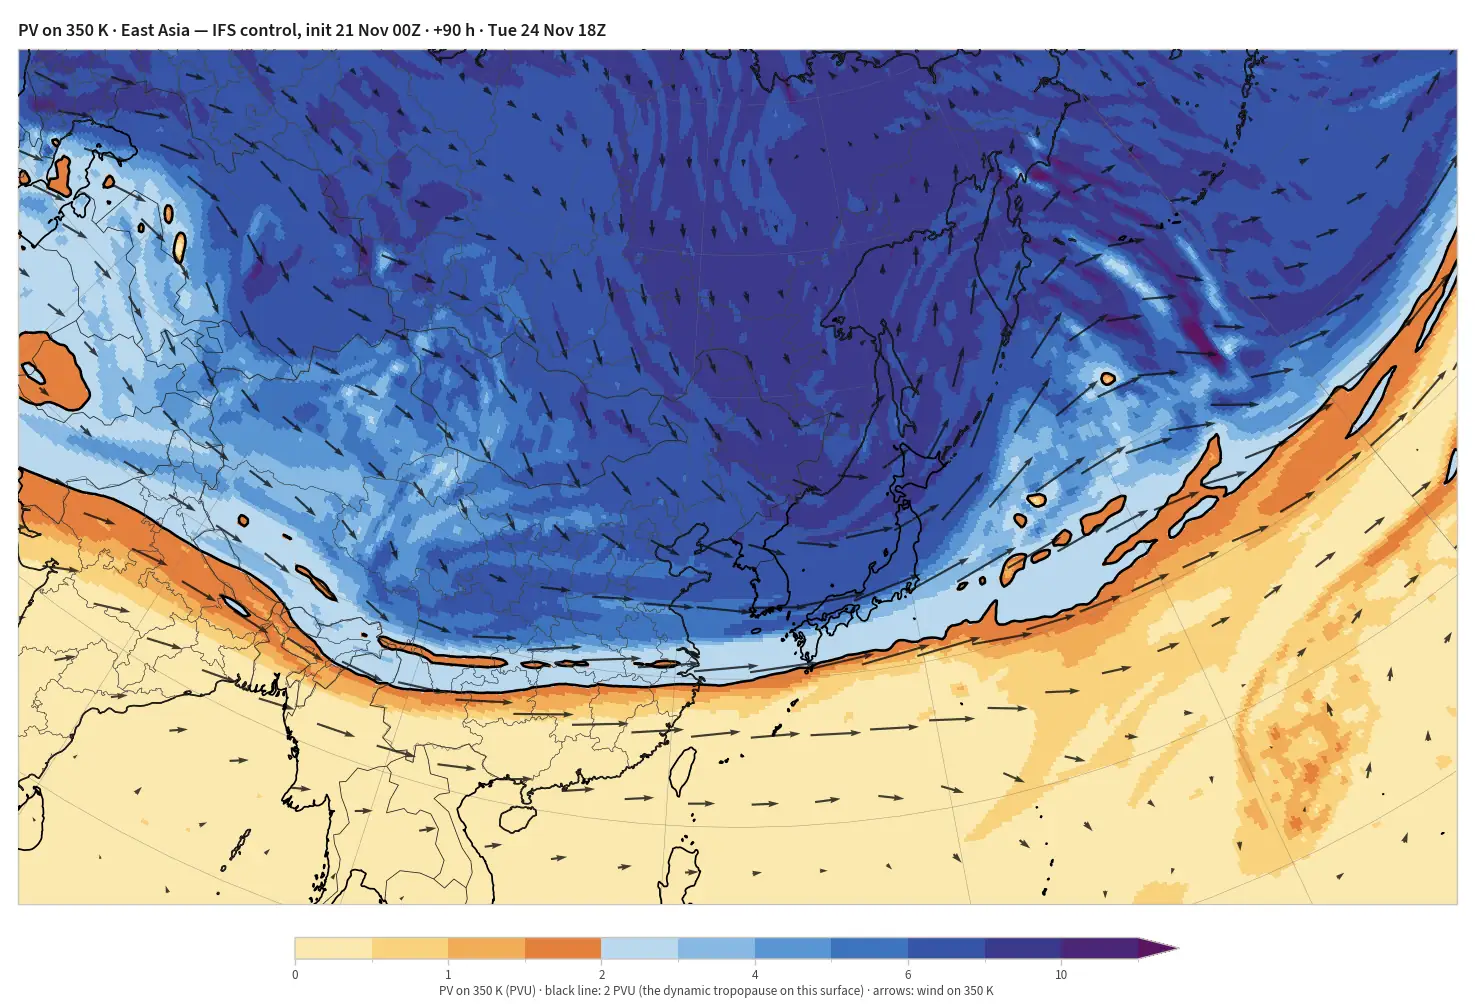 PV on 350 K · East Asia — IFS control, init 21 Nov 00Z · +90 h · Tue 24 Nov 18Z
0 1 2 4 6 10
PV on 350 K (PVU) · black line: 2 PVU (the dynamic tropopause on this surface) · arrows: wind on 350 K